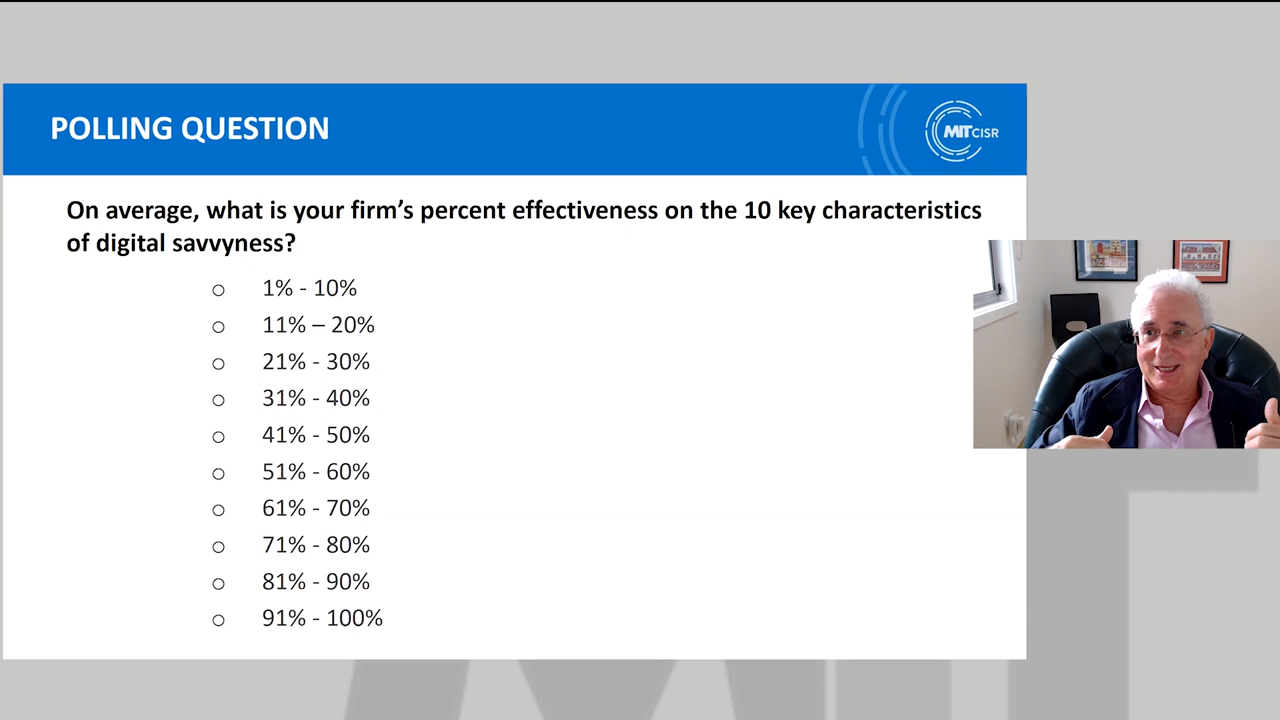 POLLING QUESTION
MIT CISR
On average, what is your firm's percent effectiveness on the 10 key characteristics
of digital savvyness?
1% - 10%
11% – 20%
21% - 30%
31% - 40%
41% - 50%
51% - 60%
61% - 70%
71% - 80%
81% - 90%
91% - 100%